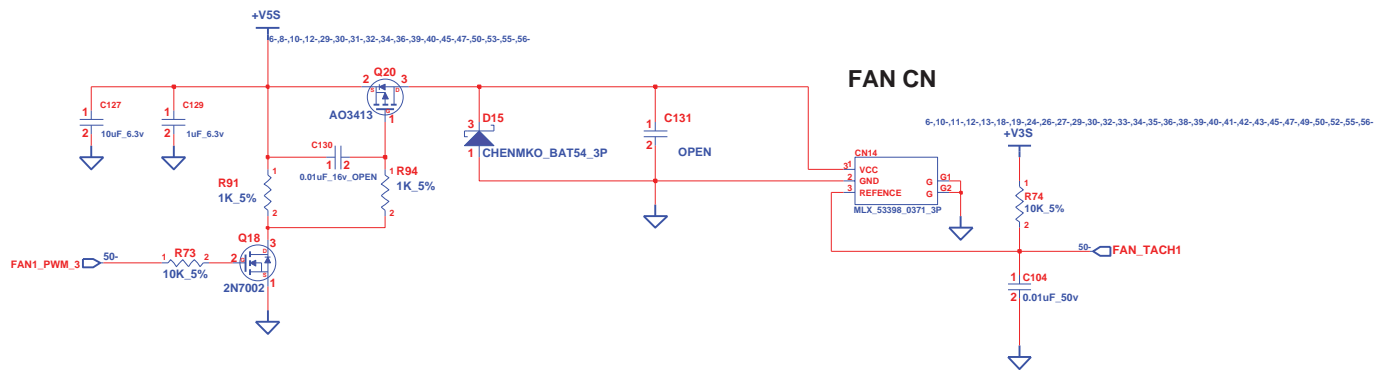 +V5S
6-,8-,10-,12-,29-,30-,31-,32-,34-,36-,39-,40-,45-,47-,50-,53-,55-,56-
Q20
2 3
S D
G
AO3413
1
FAN CN
C127
1
2
10uF_6.3v
C129
1
2
1uF_6.3v
C130
1 2
0.01uF_16v_OPEN
R91
1K_5%
1
2
1
R94
1K_5%
2
D15
3
1
CHENMKO_BAT54_3P
C131
1
2
OPEN
6-,10-,11-,12-,13-,18-,19-,24-,26-,27-,29-,30-,32-,33-,34-,35-,36-,38-,39-,40-,41-,42-,43-,45-,47-,49-,50-,52-,55-,56-
+V3S
CN14
3 1 VCC
2 GND G G1
3 REFENCE G G2
MLX_53398_0371_3P
1
R74
10K_5%
2
50- FAN_TACH1
C104
1
2
0.01uF_50v
Q18
3
D
2 G
S
1
2N7002
FAN1_PWM_3 50-
1 R73 2
10K_5%